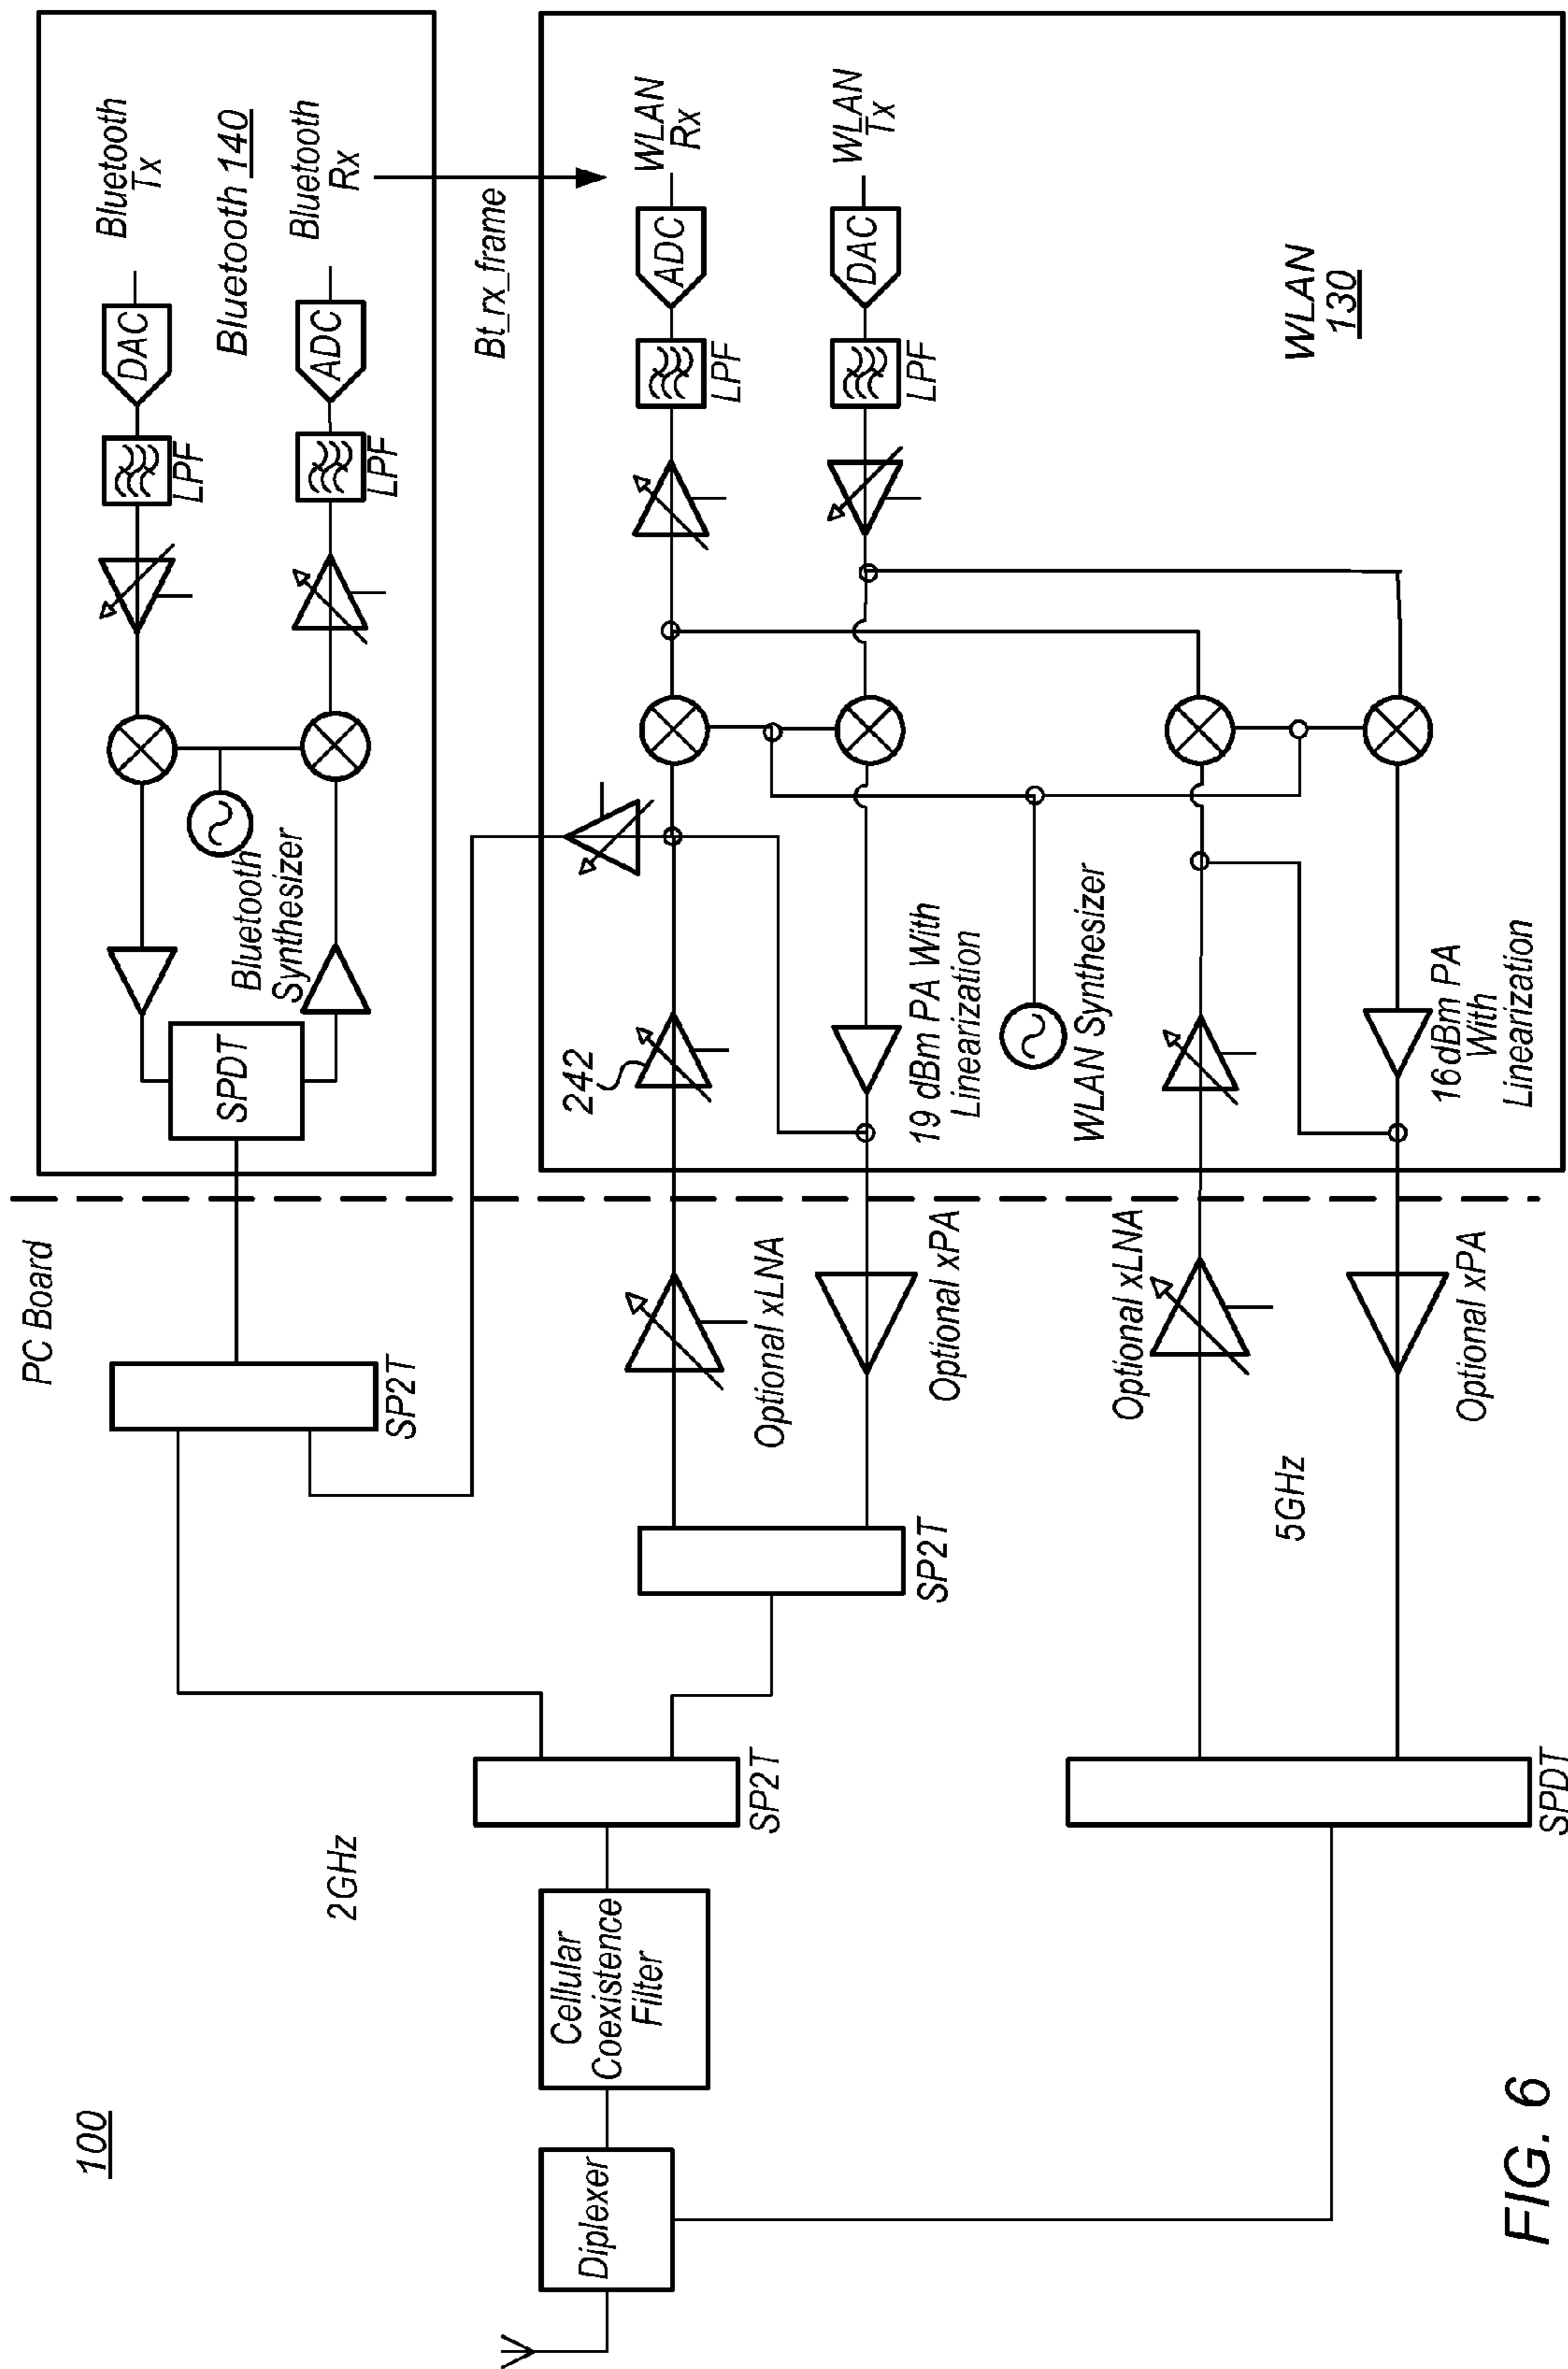 100
PC Board
2GHz
5GHz
Diplexer
Cellular
Coexistence
Filter
SP2T
SP2T
SP2T
SPDT
Optional xLNA
Optional xPA
Optional xLNA
Optional xPA
SPDT
Bluetooth
Synthesizer
LPF
DAC
Bluetooth
Tx
Bluetooth 140
LPF
ADC
Bluetooth
Rx
Bt_rx_frame
242
19 dBm PA With
Linearization
WLAN Synthesizer
16dBm PA
With
Linearization
LPF
ADC
WLAN
Rx
LPF
DAC
WLAN
Tx
WLAN
130
FIG. 6